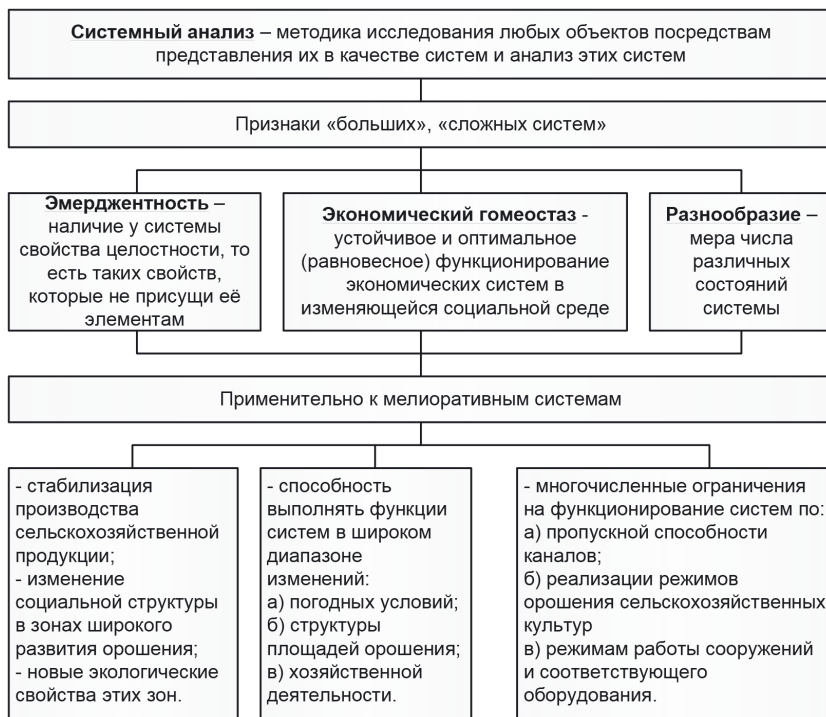 Системный анализ – методика исследования любых объектов посредствам
представления их в качестве систем и анализ этих систем
Признаки «больших», «сложных систем»
Эмерджентность –
наличие у системы
свойства целостности, то
есть таких свойств,
которые не присущи её
элементам
Экономический гомеостаз -
устойчивое и оптимальное
(равновесное) функционирование
экономических систем в
изменяющейся социальной среде
Разнообразие –
мера числа
различных
состояний
системы
Применительно к мелиоративным системам
- стабилизация
производства
сельскохозяйственной
продукции;
- изменение
социальной структуры
в зонах широкого
развития орошения;
- новые экологические
свойства этих зон.
- способность
выполнять функции
систем в широком
диапазоне
изменений:
а) погодных условий;
б) структуры
площадей орошения;
в) хозяйственной
деятельности.
- многочисленные ограничения
на функционирование систем по:
а) пропускной способности
каналов;
б) реализации режимов
орошения сельскохозяйственных
культур
в) режимам работы сооружений
и соответствующего
оборудования.